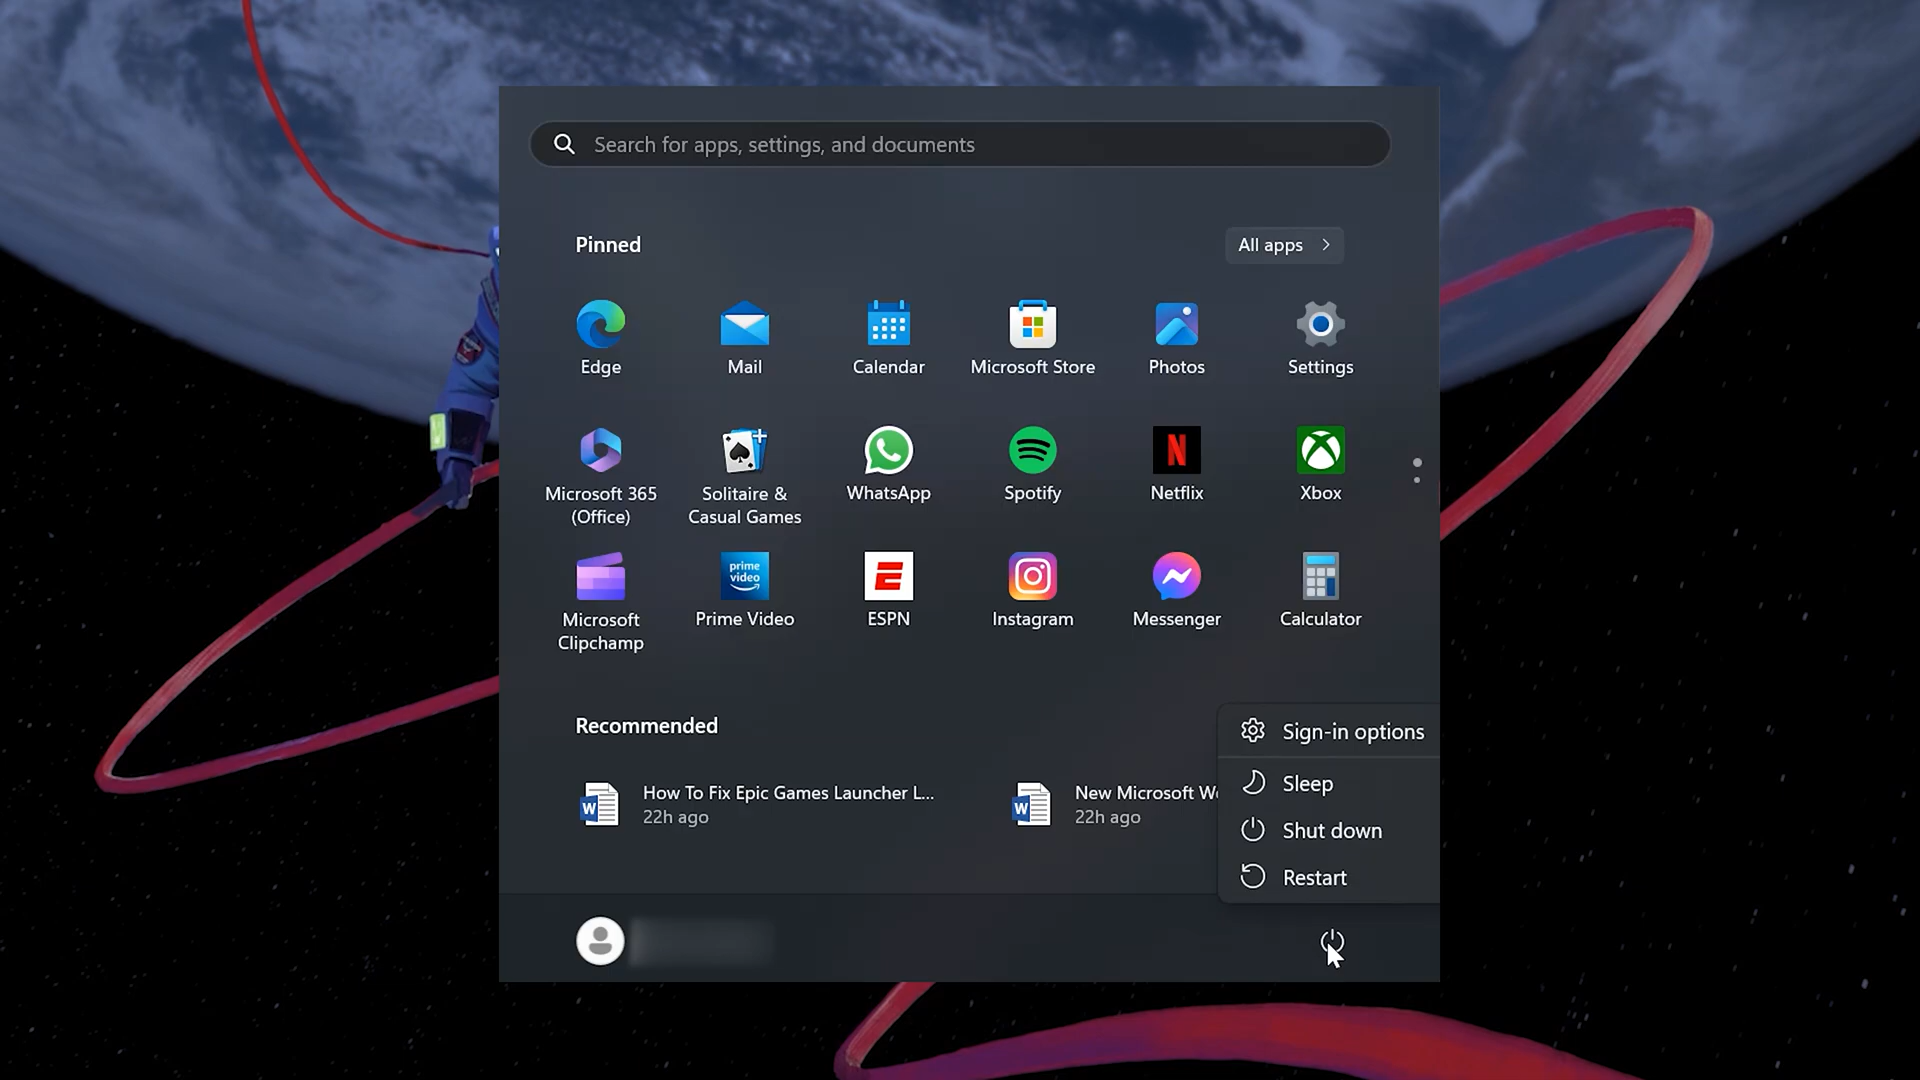 Search for apps, settings, and documents
Pinned
All apps
Edge
Mail
Calendar
Microsoft Store
Photos
Settings
Microsoft 365
(Office)
Solitaire &
Casual Games
WhatsApp
Spotify
N
Netflix
Xbox
Microsoft
Clipchamp
prime
video
Prime Video
E
ESPN
Instagram
Messenger
Calculator
Recommended
W
How To Fix Epic Games Launcher L...
22h ago
W
New Microsoft W
22h ago
Sign-in options
Sleep
Shut down
Restart